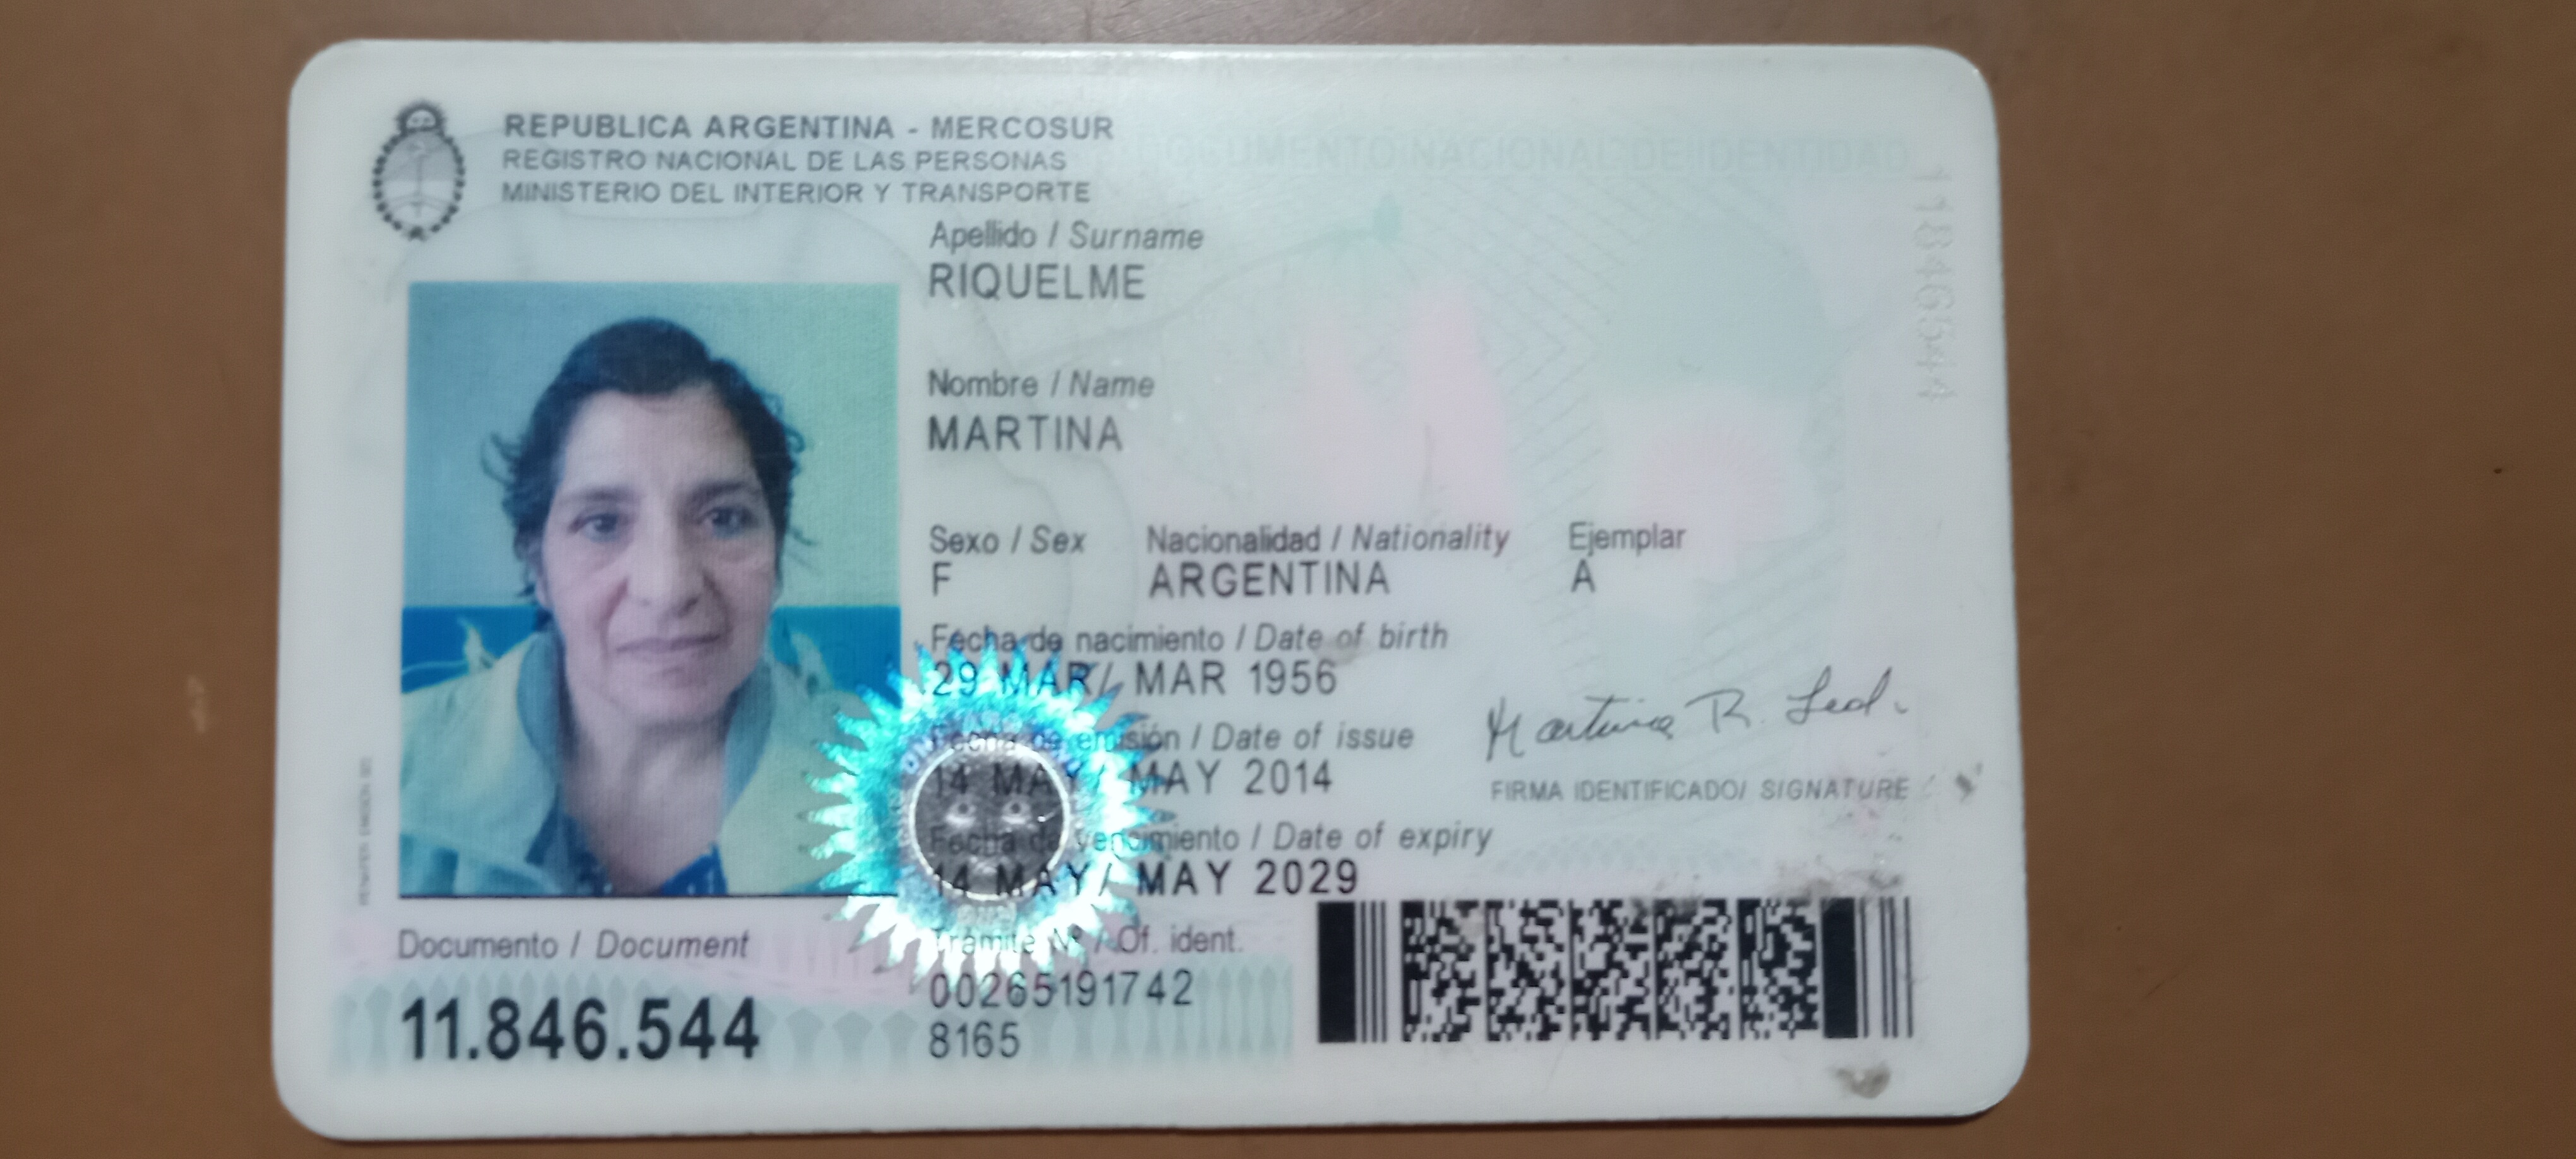 REPUBLICA ARGENTINA - MERCOSUR
REGISTRO NACIONAL DE LAS PERSONAS
MINISTERIO DEL INTERIOR Y TRANSPORTE
DOCUMENTO NACIONAL DE IDENTIDAD
11846544
Apellido / Surname
RIQUELME
Nombre / Name
MARTINA
Sexo / Sex Nacionalidad / Nationality Ejemplar
F ARGENTINA A
Fecha de nacimiento / Date of birth
29 MAR/ MAR 1956
Fecha de emisión / Date of issue
14 MAY/ MAY 2014
Fecha de vencimiento / Date of expiry
14 MAY/ MAY 2029
Martina R.
FIRMA IDENTIFICADO/ SIGNATURE
Documento / Document
11.846.544
Trámite Nº / Of. ident.
00265191742
8165